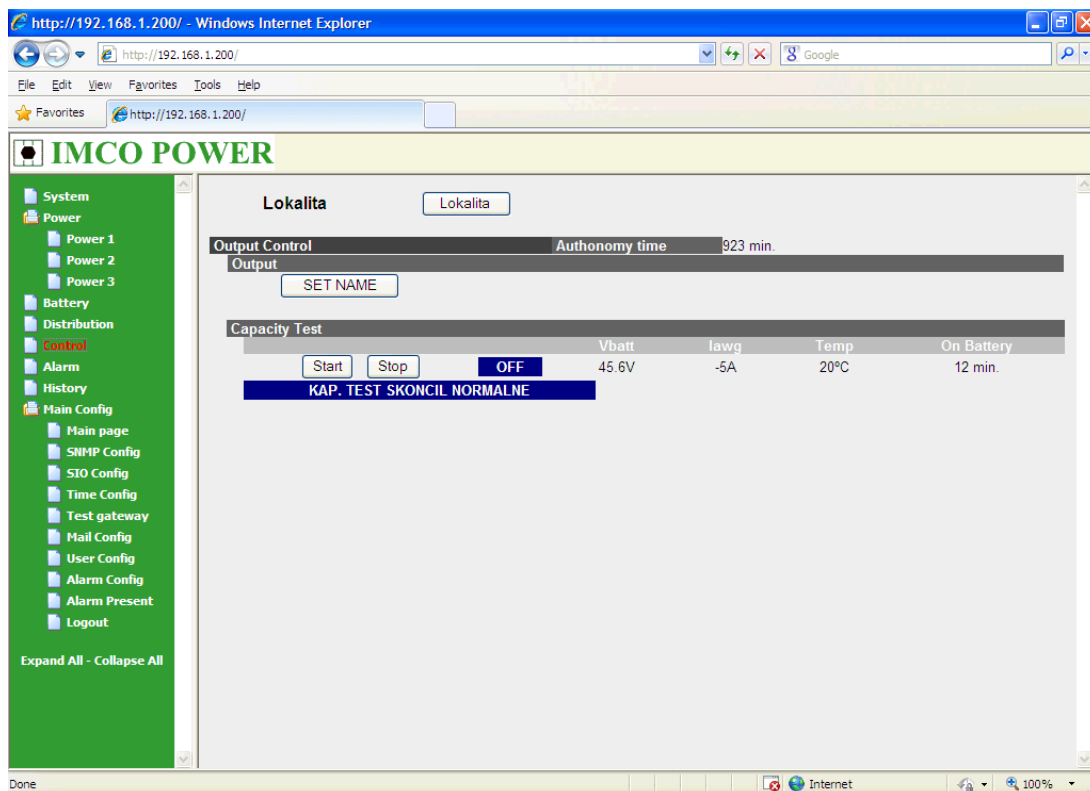 http://192.168.1.200/ - Windows Internet Explorer
http://192.168.1.200/ Google
File Edit View Favorites Tools Help
Favorites http://192.168.1.200/
IMCO POWER
System
Power
Power 1
Power 2
Power 3
Battery
Distribution
Control
Alarm
History
Main Config
Main page
SNMP Config
SIO Config
Time Config
Test gateway
Mail Config
User Config
Alarm Config
Alarm Present
Logout
Expand All - Collapse All
Lokalita Lokalita
Output Control Authonomy time 923 min.
Output
SET NAME
Capacity Test
Vbatt Iawg Temp On Battery
Start Stop OFF 45.6V -5A 20ºC 12 min.
KAP. TEST SKONCIL NORMALNE
Done Internet 100%